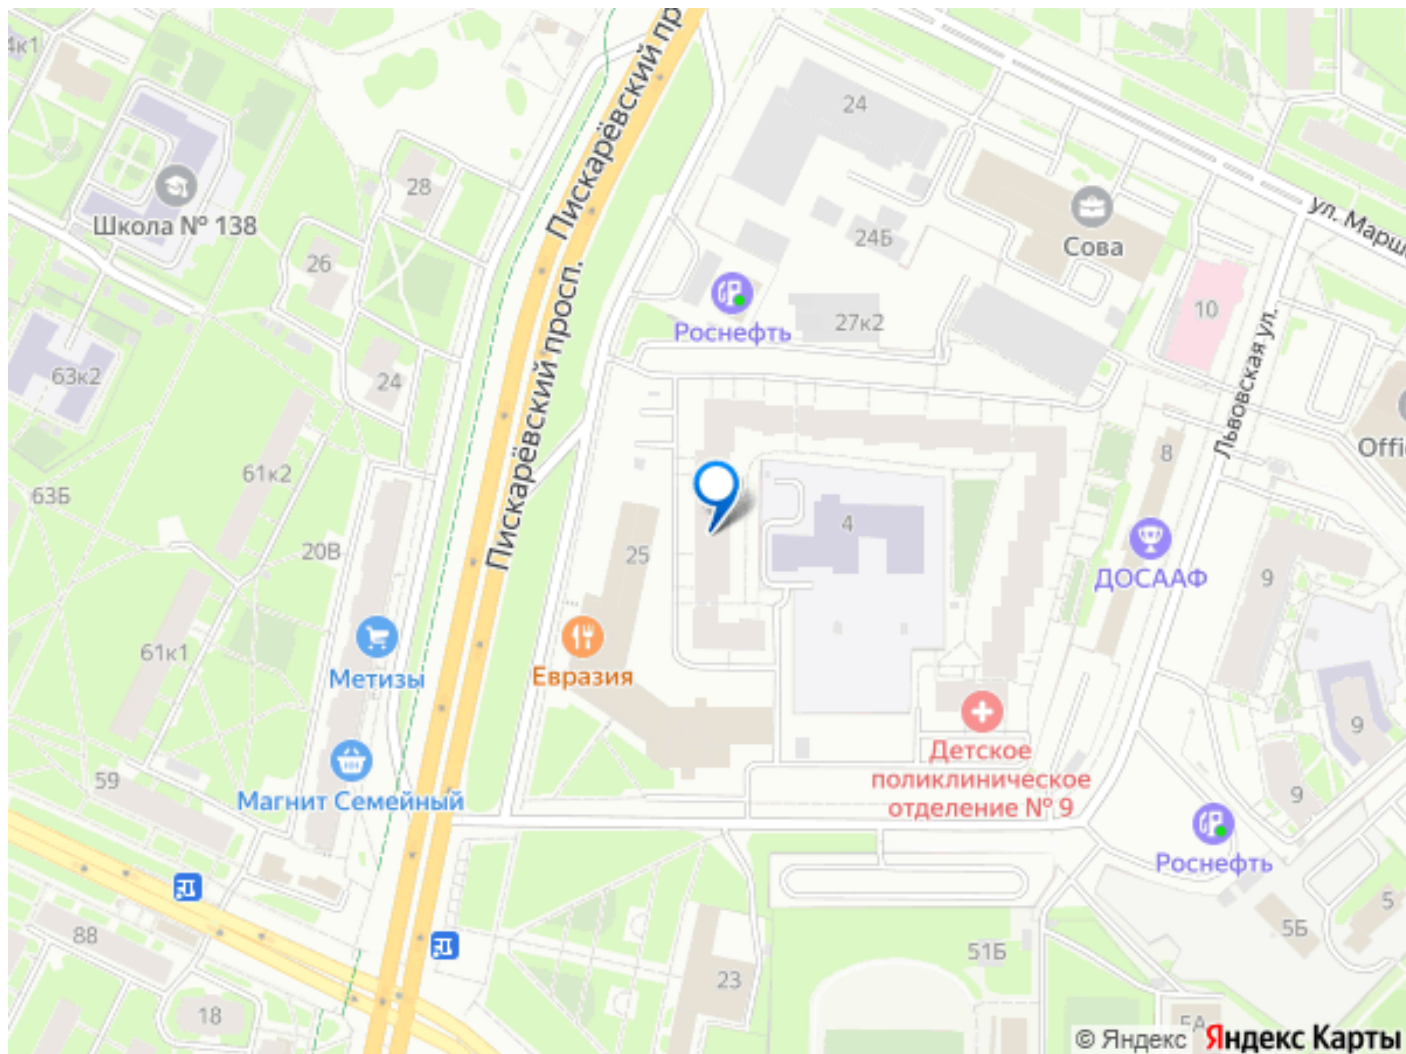 4к1
Пискарёвский пр
24
28
Школа № 138
ул. Марш
Сова
24Б
26
Пискарёвский просп.
Роснефть
27к2
10
63к2
24
Львовская ул.
Offi
8
61к2
63Б
4
20В
25
ДОСААФ
9
61к1
Метизы
Евразия
9
Детское
поликлиническое
отделение № 9
59
Магнит Семейный
9
Роснефть
5
5Б
88
51Б
23
18
5А
© Яндекс Яндекс Карты